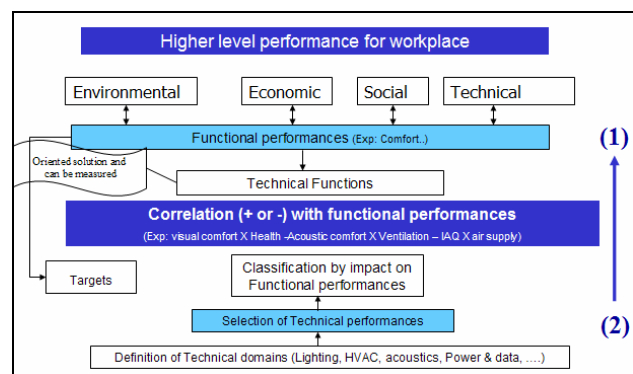 Higher level performance for workplace
Environmental
Economic
Social
Technical
Functional performances (Exp: Comfort..)
(1)
Oriented solution and
can be measured
Technical Functions
Correlation (+ or -) with functional performances
(Exp: visual comfort X Health -Acoustic comfort X Ventilation – IAQ X air supply)
Targets
Classification by impact on
Functional performances
Selection of Technical performances
(2)
Definition of Technical domains (Lighting, HVAC, acoustics, Power & data, ....)